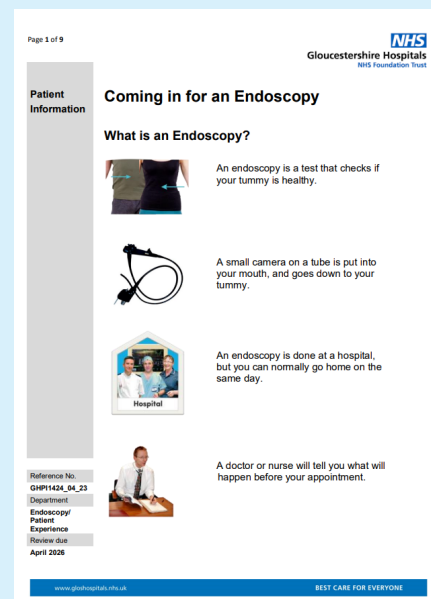 Page 1 of 9
NHS
Gloucestershire Hospitals
NHS Foundation Trust
Patient
Information
Coming in for an Endoscopy
What is an Endoscopy?
An endoscopy is a test that checks if
your tummy is healthy.
A small camera on a tube is put into
your mouth, and goes down to your
tummy.
An endoscopy is done at a hospital,
but you can normally go home on the
same day.
Hospital
A doctor or nurse will tell you what will
happen before your appointment.
Reference No.
GHPI1424_04_23
Department
Endoscopy/
Patient
Experience
Review due
April 2026
www.gloshospitals.nhs.uk
BEST CARE FOR EVERYONE